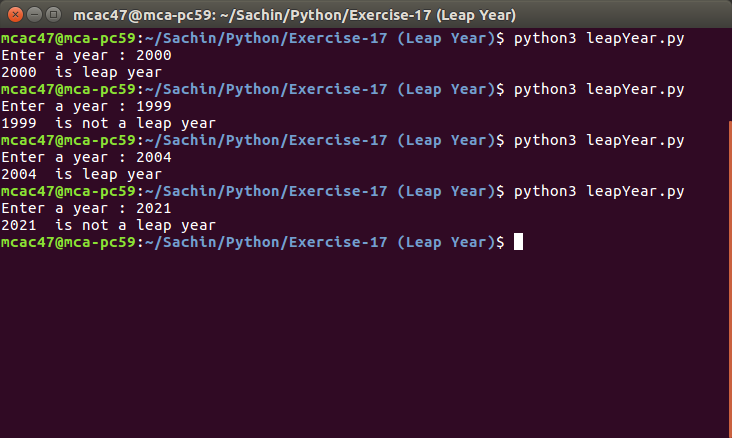 mcac47@mca-pc59: ~/Sachin/Python/Exercise-17 (Leap Year)
mcac47@mca-pc59:~/Sachin/Python/Exercise-17 (Leap Year)$ python3 leapYear.py
Enter a year : 2000
2000  is leap year
mcac47@mca-pc59:~/Sachin/Python/Exercise-17 (Leap Year)$ python3 leapYear.py
Enter a year : 1999
1999  is not a leap year
mcac47@mca-pc59:~/Sachin/Python/Exercise-17 (Leap Year)$ python3 leapYear.py
Enter a year : 2004
2004  is leap year
mcac47@mca-pc59:~/Sachin/Python/Exercise-17 (Leap Year)$ python3 leapYear.py
Enter a year : 2021
2021  is not a leap year
mcac47@mca-pc59:~/Sachin/Python/Exercise-17 (Leap Year)$